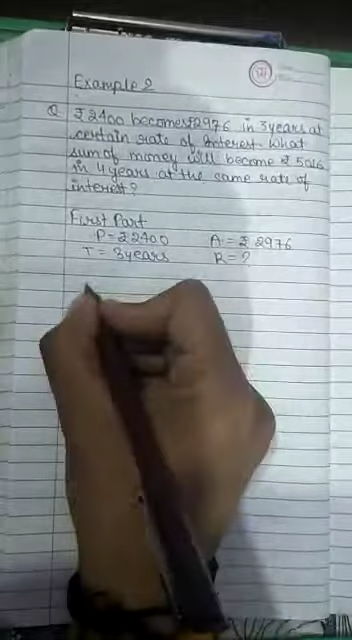 Example 2
Q ₹2400 becomes ₹2976 in 3 years at
certain rate of interest. What
sum of money will become ₹ 5016
in 4 years at the same rate of
interest?
First Part
P = ₹2400 A = ₹ 2976
T = 3 years R = ?